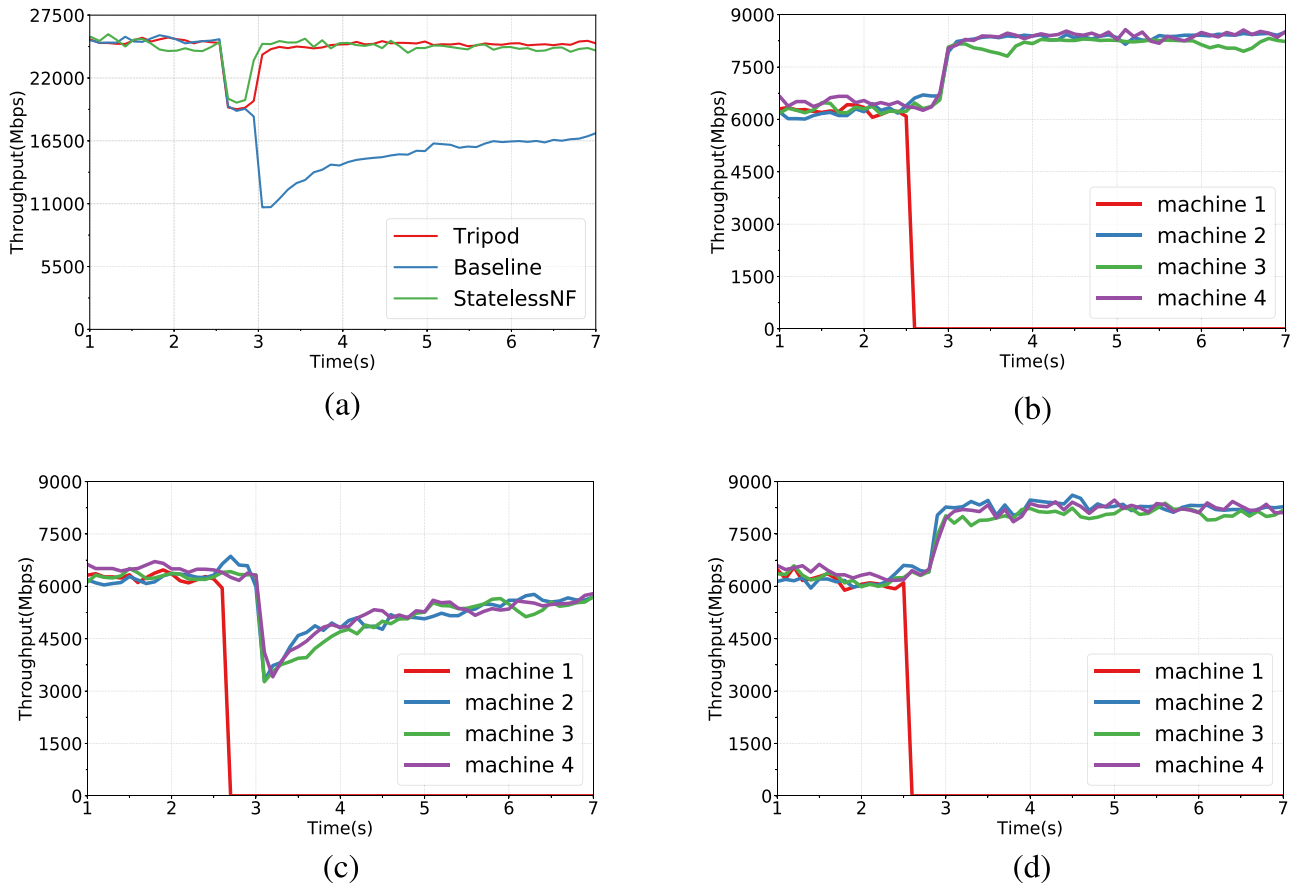 27500
22000
16500
11000
5500
0
Throughput(Mbps)
1 2 3 4 5 6 7
Time(s)
Tripod
Baseline
StatelessNF
(a)
9000
7500
6000
4500
3000
1500
0
Throughput(Mbps)
1 2 3 4 5 6 7
Time(s)
machine 1
machine 2
machine 3
machine 4
(b)
9000
7500
6000
4500
3000
1500
0
Throughput(Mbps)
1 2 3 4 5 6 7
Time(s)
machine 1
machine 2
machine 3
machine 4
(c)
9000
7500
6000
4500
3000
1500
0
Throughput(Mbps)
1 2 3 4 5 6 7
Time(s)
machine 1
machine 2
machine 3
machine 4
(d)